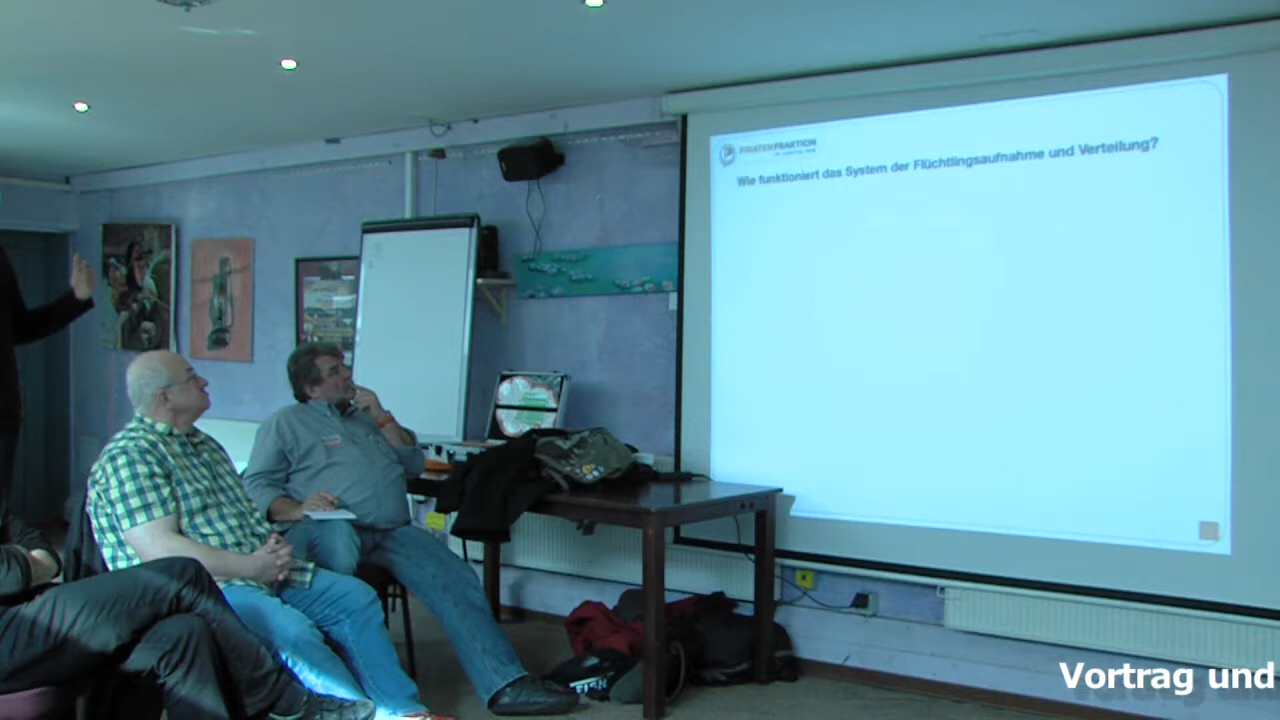 PIRATENFRAKTION
Wie funktioniert das System der Flüchtlingsaufnahme und Verteilung?
Vortrag und